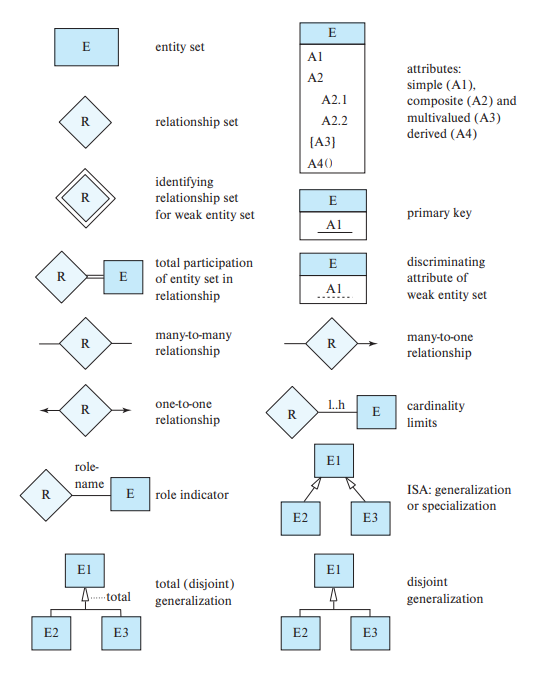 E
entity set
R
relationship set
R
identifying
relationship set
for weak entity set
R
E
total participation
of entity set in
relationship
R
many-to-many
relationship
R
one-to-one
relationship
role-
name
R
E
role indicator
E1
total
E2
E3
total (disjoint)
generalization
E
A1
A2
A2.1
A2.2
{A3}
A4()
attributes:
simple (A1),
composite (A2) and
multivalued (A3)
derived (A4)
E
A1
primary key
E
A1
discriminating
attribute of
weak entity set
R
many-to-one
relationship
R
l..h
E
cardinality
limits
E1
E2
E3
ISA: generalization
or specialization
E1
E2
E3
disjoint
generalization